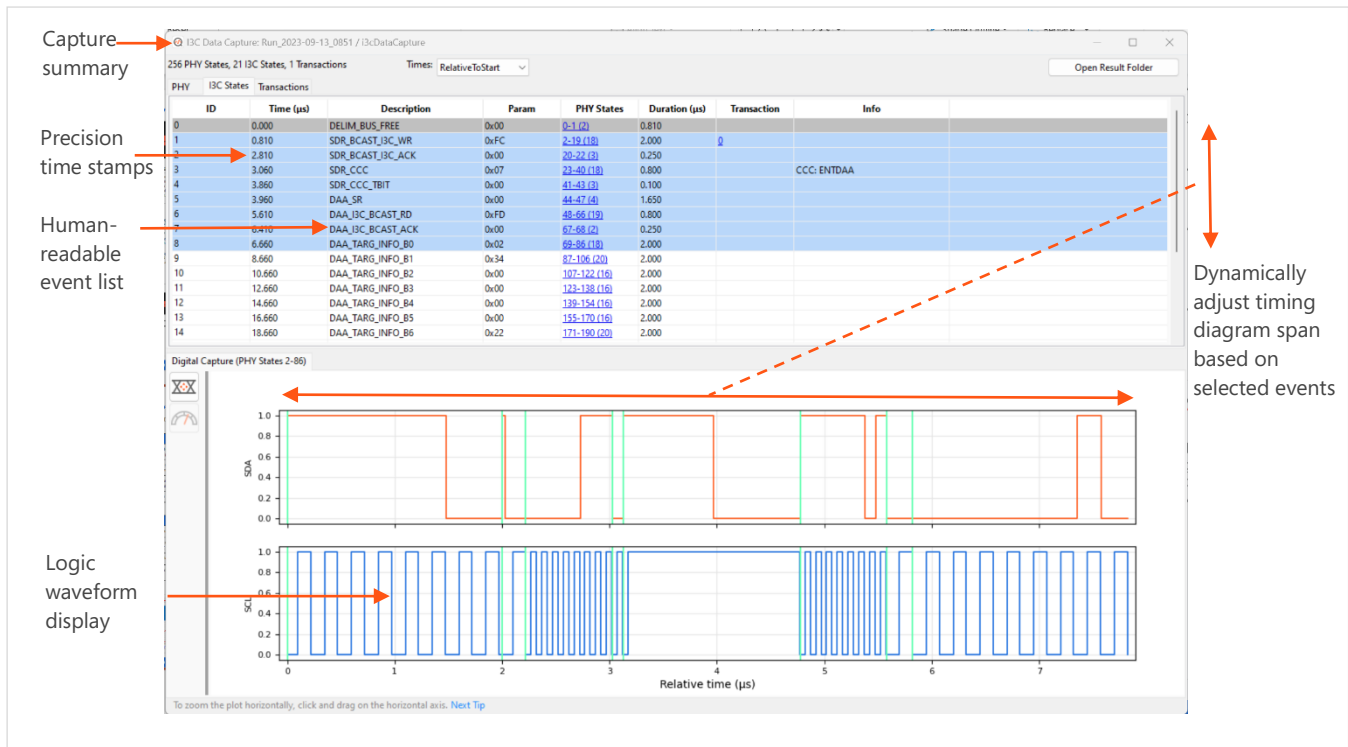 Capture
summary
I3C Data Capture: Run_2023-09-13_0851 / i3cDataCapture
256 PHY States, 21 I3C States, 1 Transactions Times: RelativeToStart Open Result Folder
PHY I3C States Transactions
ID Time (µs) Description Param PHY States Duration (µs) Transaction Info
0 0.000 DELIM_BUS_FREE 0x00 0-1 (2) 0.810
1 0.810 SDR_BCAST_I3C_WR 0xFC 2-19 (18) 2.000 0
2 2.810 SDR_BCAST_I3C_ACK 0x00 20-22 (3) 0.250
3 3.060 SDR_CCC 0x07 23-40 (18) 0.800 CCC: ENTDAA
4 3.860 SDR_CCC_TBIT 0x00 41-43 (3) 0.100
5 3.960 DAA_SR 0x00 44-47 (4) 1.650
6 5.610 DAA_I3C_BCAST_RD 0xFD 48-66 (19) 0.800
7 6.410 DAA_I3C_BCAST_ACK 0x00 67-68 (2) 0.250
8 6.660 DAA_TARG_INFO_B0 0x02 69-86 (18) 2.000
9 8.660 DAA_TARG_INFO_B1 0x34 87-106 (20) 2.000
10 10.660 DAA_TARG_INFO_B2 0x00 107-122 (16) 2.000
11 12.660 DAA_TARG_INFO_B3 0x00 123-138 (16) 2.000
12 14.660 DAA_TARG_INFO_B4 0x00 139-154 (16) 2.000
13 16.660 DAA_TARG_INFO_B5 0x00 155-170 (16) 2.000
14 18.660 DAA_TARG_INFO_B6 0x22 171-190 (20) 2.000
Precision
time stamps
Human-
readable
event list
Dynamically
adjust timing
diagram span
based on
selected events
Digital Capture (PHY States 2-86)
1.0
0.8
0.6
0.4
0.2
0.0
SDA
Logic
waveform
display
1.0
0.8
0.6
0.4
0.2
0.0
SCL
0 1 2 3 4 5 6 7
Relative time (µs)
To zoom the plot horizontally, click and drag on the horizontal axis. Next Tip